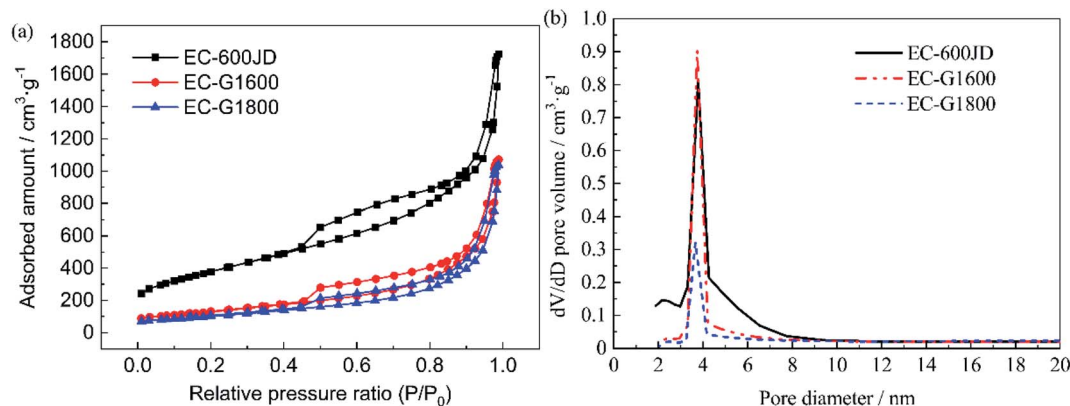 (a)
1800
1600
1400
1200
1000
800
600
400
200
0
EC-600JD
EC-G1600
EC-G1800
Adsorbed amount / cm³·g⁻¹
0.0 0.2 0.4 0.6 0.8 1.0
Relative pressure ratio (P/P₀)
(b)
1
0.9
0.8
0.7
0.6
0.5
0.4
0.3
0.2
0.1
0
EC-600JD
EC-G1600
EC-G1800
dV/dD pore volume / cm³·g⁻¹
0 2 4 6 8 10 12 14 16 18 20
Pore diameter / nm